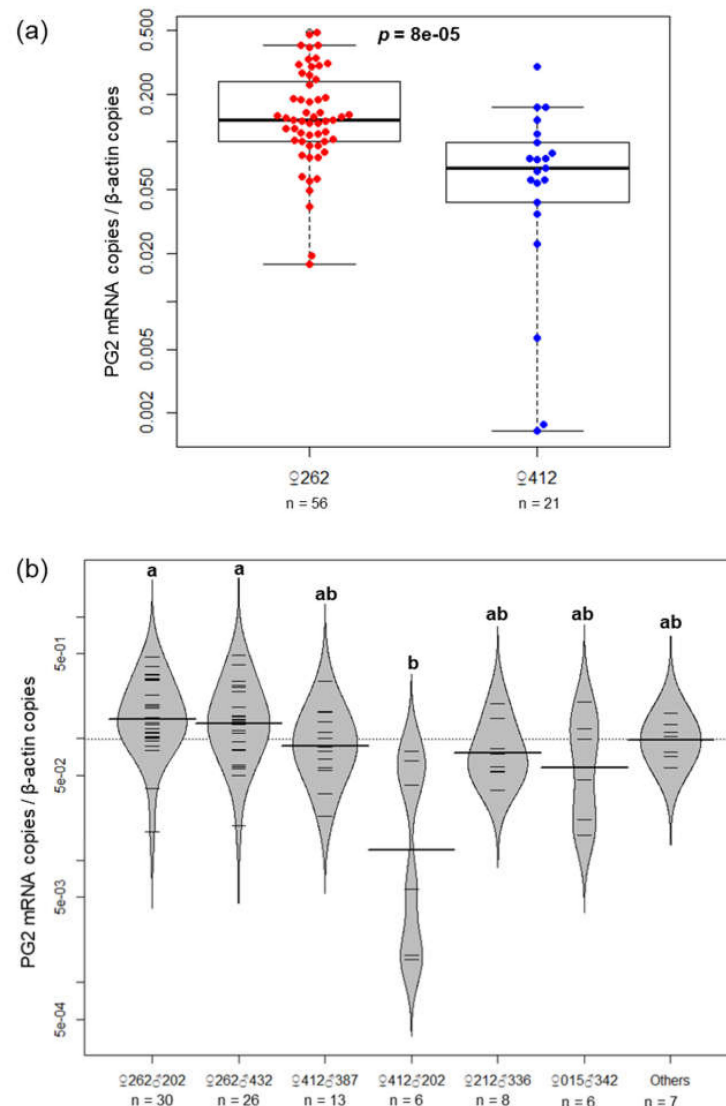 (a)
p = 8e-05
PG2 mRNA copies / β-actin copies
0.500
0.200
0.050
0.020
0.005
0.002
♀262
♀412
n = 56
n = 21
(b)
a
a
ab
b
ab
ab
ab
PG2 mRNA copies / β-actin copies
5e-01
5e-02
5e-03
5e-04
♀262♂202
♀262♂432
♀412♂387
♀412♂202
♀212♂336
♀015♂342
Others
n = 30
n = 26
n = 13
n = 6
n = 8
n = 6
n = 7